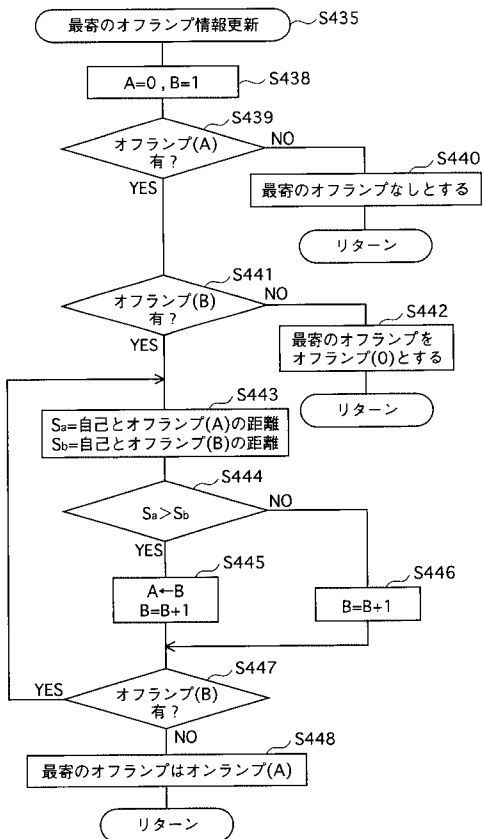 最寄のオフランプ情報更新
S435
A=0 , B=1
S438
S439
オフランプ(A)
有？
NO
YES
S440
最寄のオフランプなしとする
リターン
S441
オフランプ(B)
有？
NO
YES
S442
最寄のオフランプを
オフランプ(0)とする
リターン
S443
Sa=自己とオフランプ(A)の距離
Sb=自己とオフランプ(B)の距離
S444
Sa>Sb
NO
YES
S445
A←B
B=B+1
S446
B=B+1
S447
オフランプ(B)
有？
YES
NO
S448
最寄のオフランプはオンランプ(A)
リターン